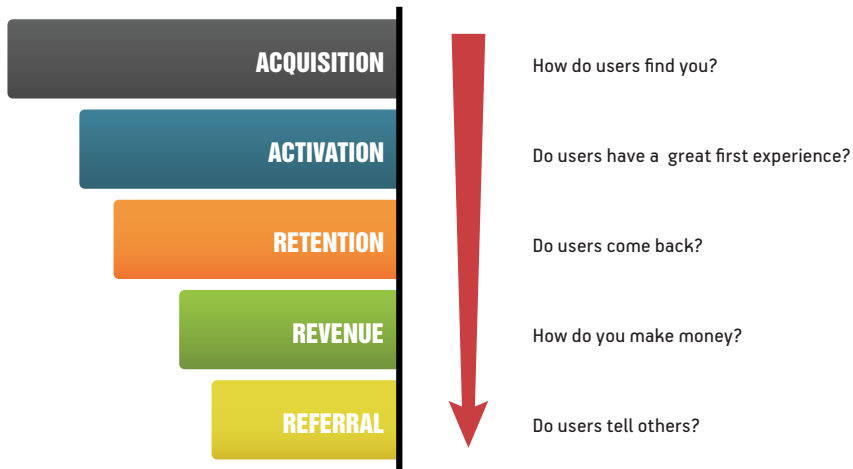 ACQUISITION
How do users find you?
ACTIVATION
Do users have a great first experience?
RETENTION
Do users come back?
REVENUE
How do you make money?
REFERRAL
Do users tell others?